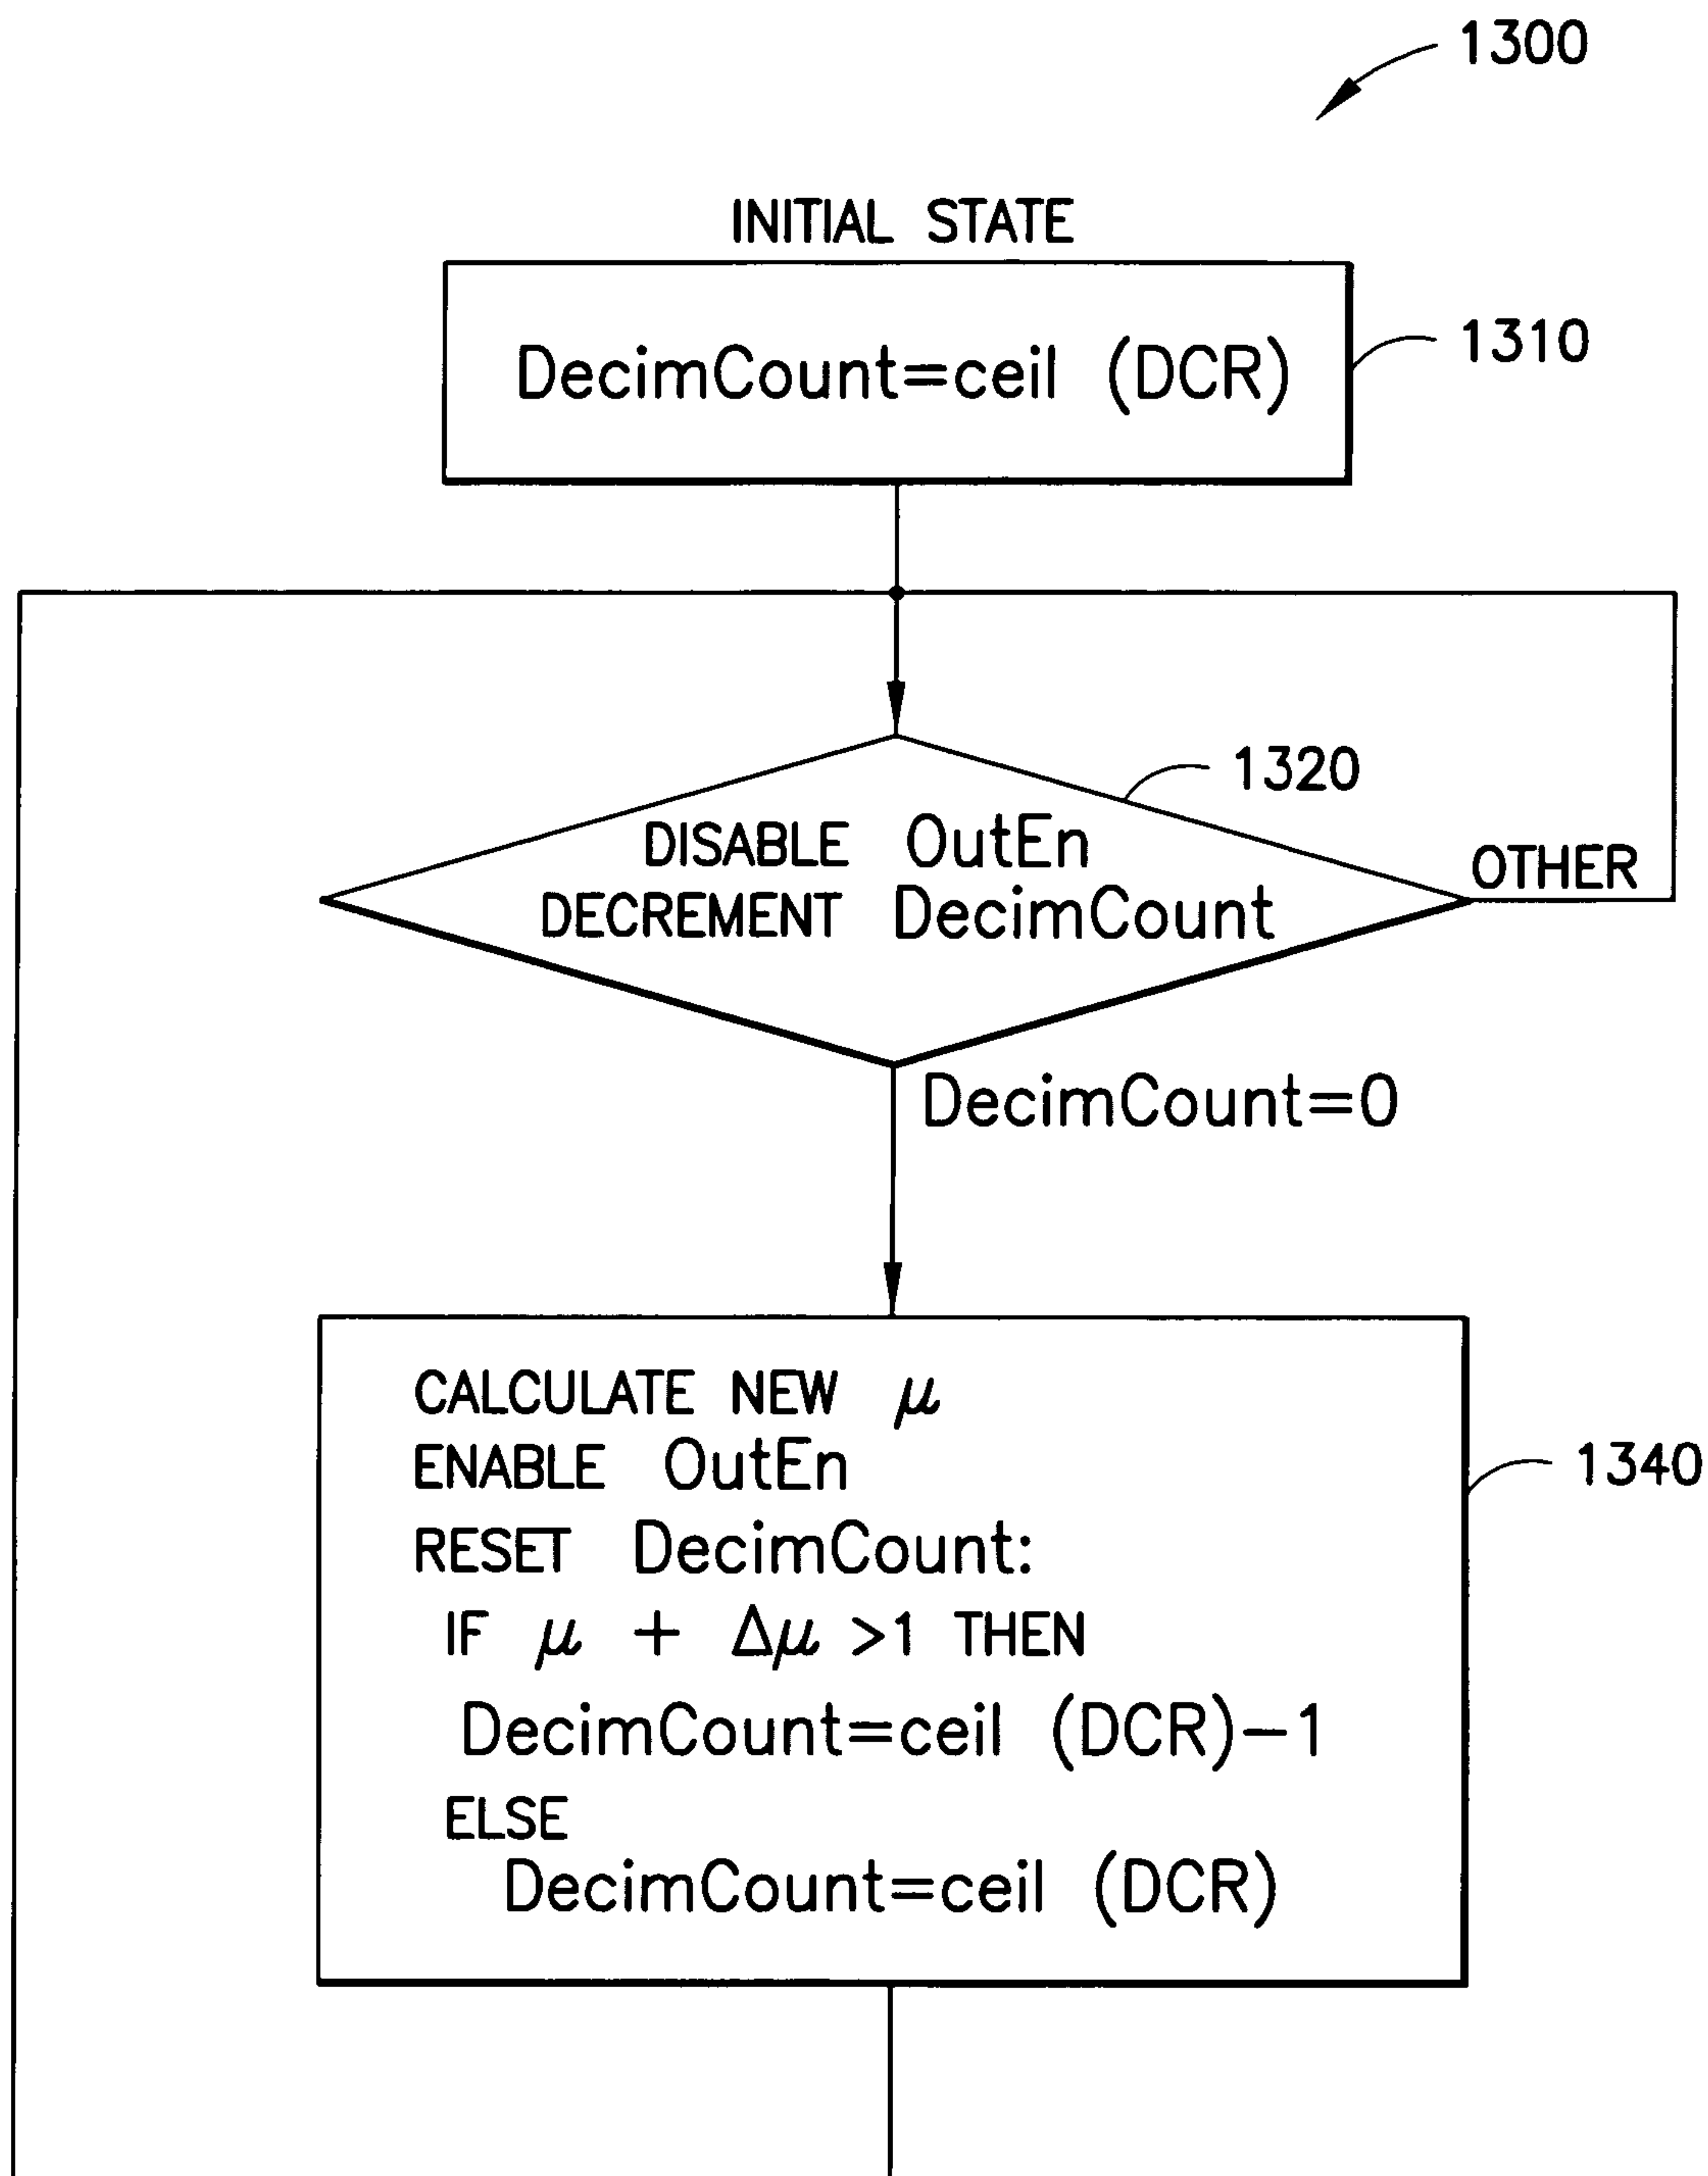 1300
INITIAL STATE
DecimCount=ceil (DCR)
1310
1320
DISABLE OutEn
DECREMENT DecimCount
OTHER
DecimCount=0
CALCULATE NEW μ
ENABLE OutEn
1340
RESET DecimCount:
IF μ + Δμ >1 THEN
DecimCount=ceil (DCR)−1
ELSE
DecimCount=ceil (DCR)